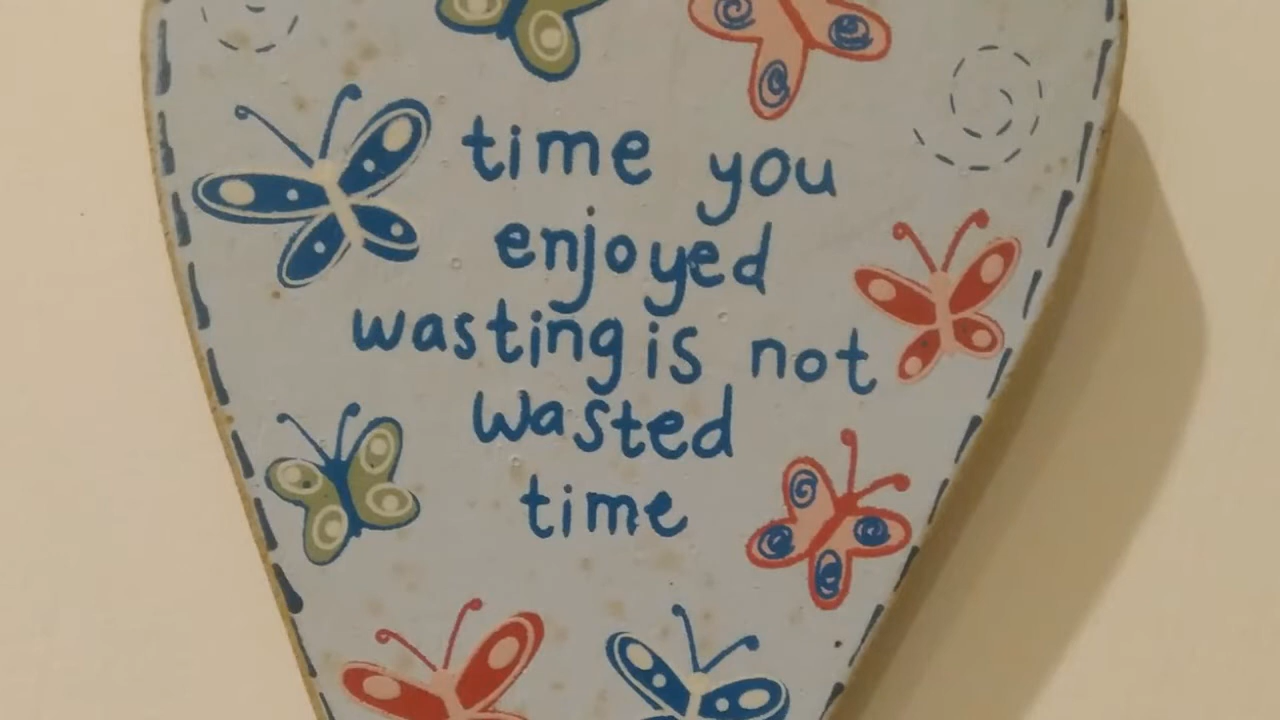 time you
enjoyed
wasting is not
wasted
time